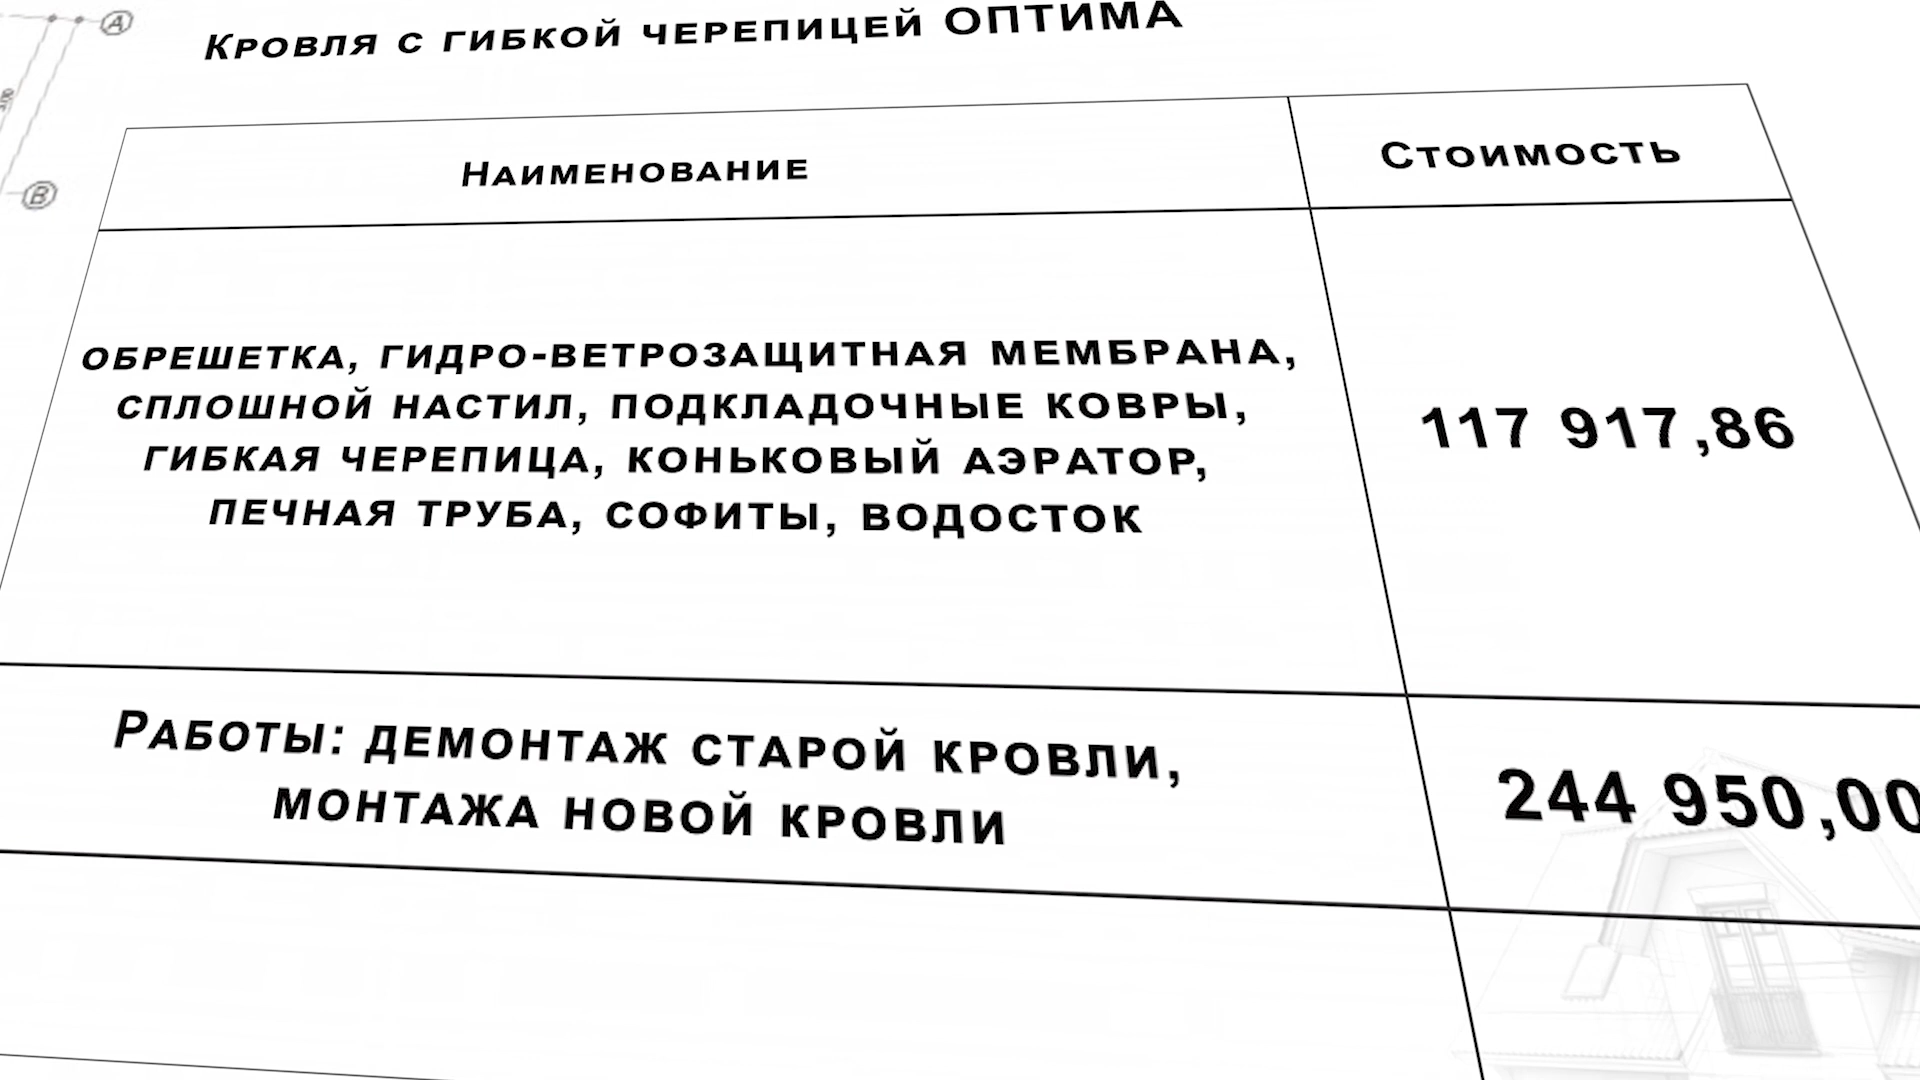 А
Кровля с гибкой черепицей ОПТИМА
В
Наименование
Стоимость
обрешетка, гидро-ветрозащитная мембрана,
сплошной настил, подкладочные ковры,
гибкая черепица, коньковый аэратор,
печная труба, софиты, водосток
117 917,86
Работы: демонтаж старой кровли,
монтажа новой кровли
244 950,00